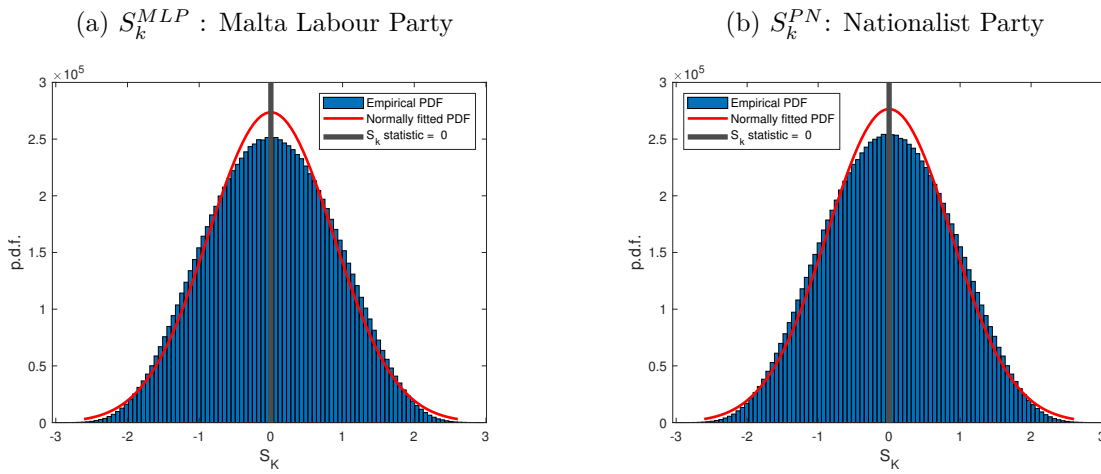 (a) S_k^{MLP} : Malta Labour Party
×10^5
3
2.5
2
1.5
1
0.5
0
p.d.f.
Empirical PDF
Normally fitted PDF
S_k statistic = 0
-3 -2 -1 0 1 2 3
S_K
(b) S_k^{PN}: Nationalist Party
×10^5
3
2.5
2
1.5
1
0.5
0
p.d.f.
Empirical PDF
Normally fitted PDF
S_k statistic = 0
-3 -2 -1 0 1 2 3
S_K